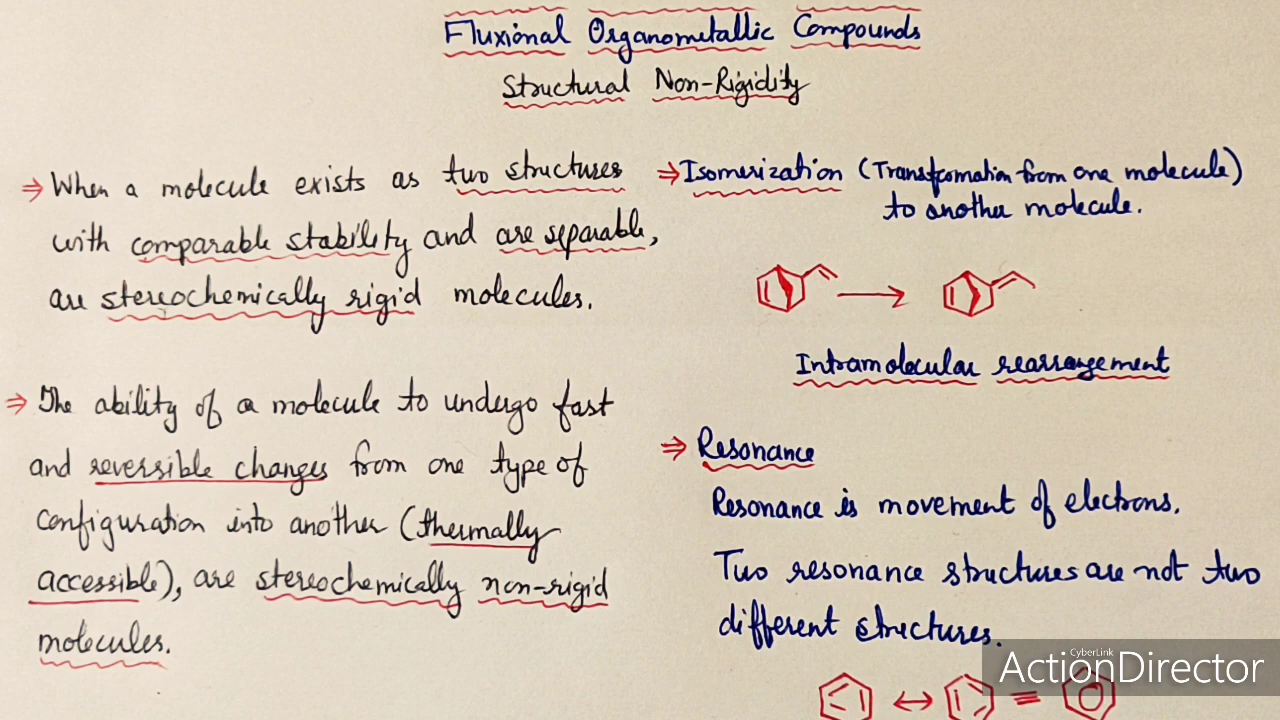 Fluxional Organometallic Compounds
Structural Non-Rigidity
⇒ When a molecule exists as two structures
with comparable stability and are separable,
are stereochemically rigid molecules.
⇒ The ability of a molecule to undergo fast
and reversible changes from one type of
configuration into another (thermally
accessible), are stereochemically non-rigid
molecules.
⇒ Isomerization (Transformation from one molecule)
to another molecule.
Intramolecular rearrangement
⇒ Resonance
Resonance is movement of electrons.
Two resonance structures are not two
different structures.
CyberLink
ActionDirector